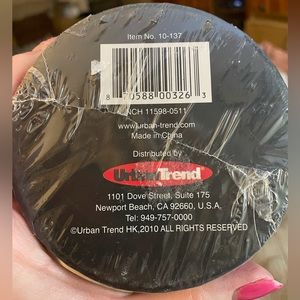 Item No. 10-137
8 70588 00326 3
NCH 11598-0511
www.urban-trend.com
Made in China
Distributed by
UrbanTrend
1101 Dove Street, Suite 175
Newport Beach, CA 92660, U.S.A.
Tel: 949-757-0000
©Urban Trend HK,2010 ALL RIGHTS RESERVED